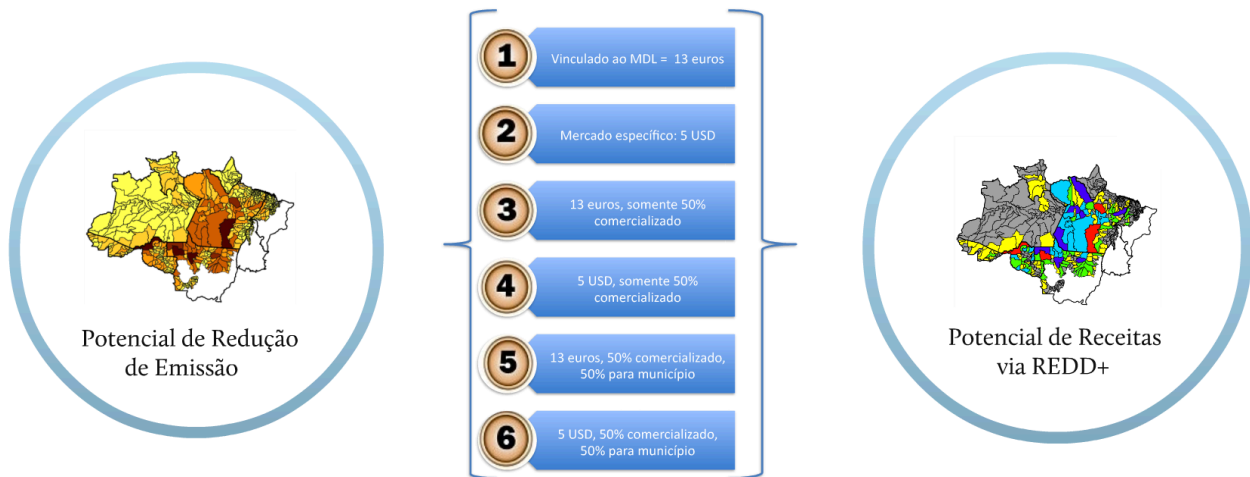 Potencial de Redução
de Emissão
1
Vinculado ao MDL = 13 euros
2
Mercado específico: 5 USD
3
13 euros, somente 50%
comercializado
4
5 USD, somente 50%
comercializado
5
13 euros, 50% comercializado,
50% para município
6
5 USD, 50% comercializado,
50% para município
Potencial de Receitas
via REDD+